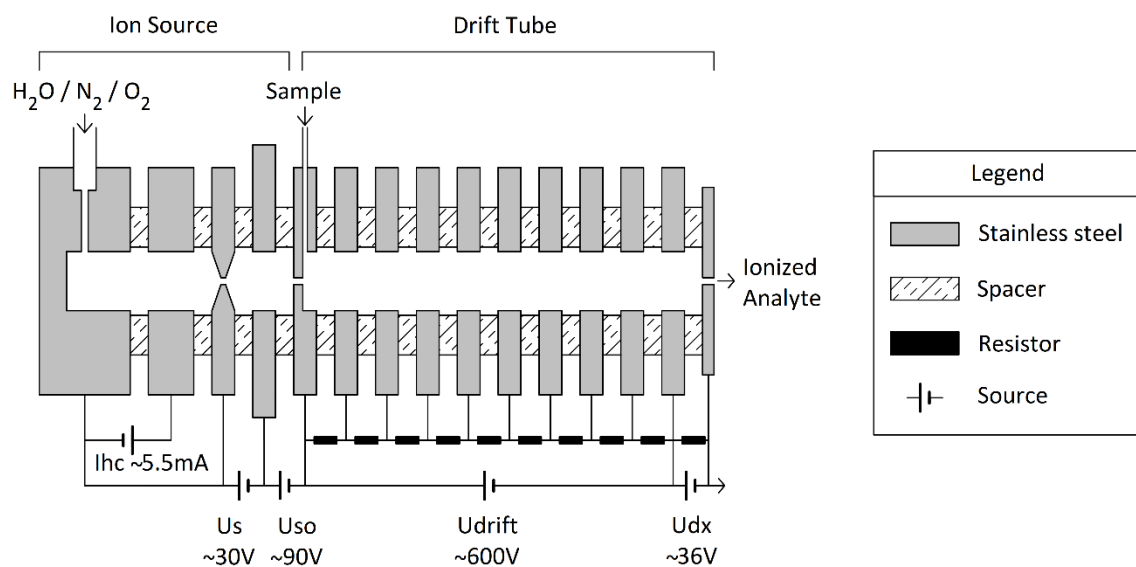 Ion Source
Drift Tube
H₂O / N₂ / O₂
Sample
Ionized
Analyte
Ihc ~5.5mA
Us
~30V
Uso
~90V
Udrift
~600V
Udx
~36V
Legend
Stainless steel
Spacer
Resistor
Source